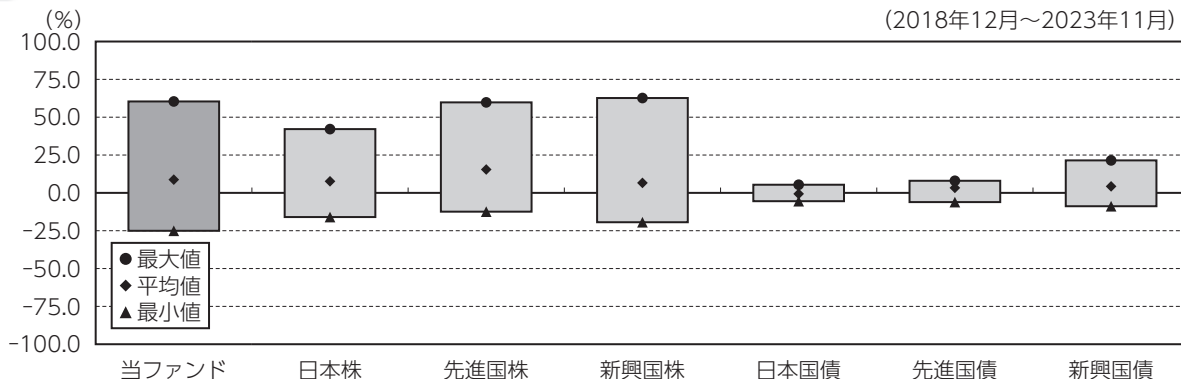 (%)
(2018年12月～2023年11月)
100.0
75.0
50.0
25.0
0.0
-25.0
-50.0
-75.0
-100.0
●最大値
◆平均値
▲最小値
当ファンド 日本株 先進国株 新興国株 日本国債 先進国債 新興国債